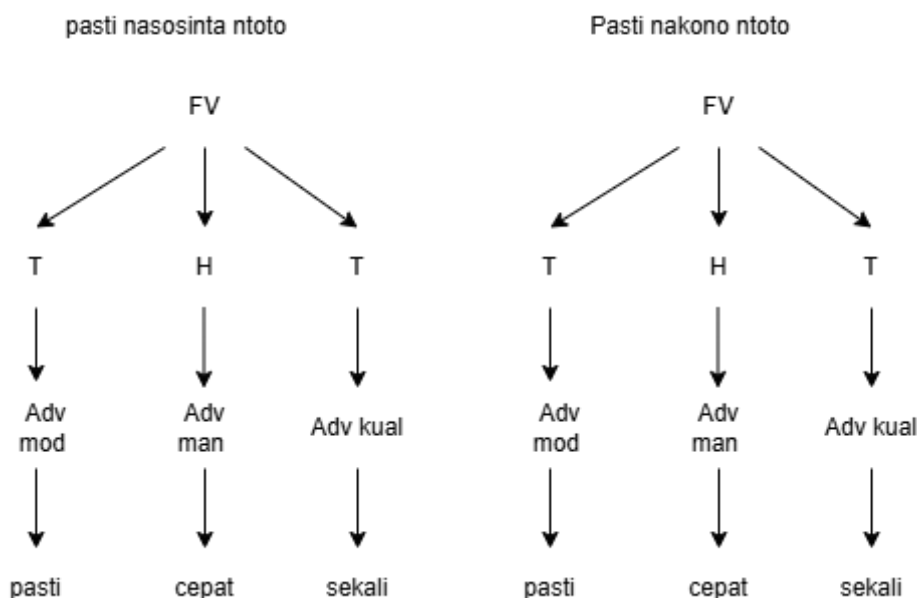 pasti nasosinta ntoto
Pasti nakono ntoto
FV
FV
T
H
T
T
H
T
Adv
mod
Adv
man
Adv kual
Adv
mod
Adv
man
Adv kual
pasti
cepat
sekali
pasti
cepat
sekali